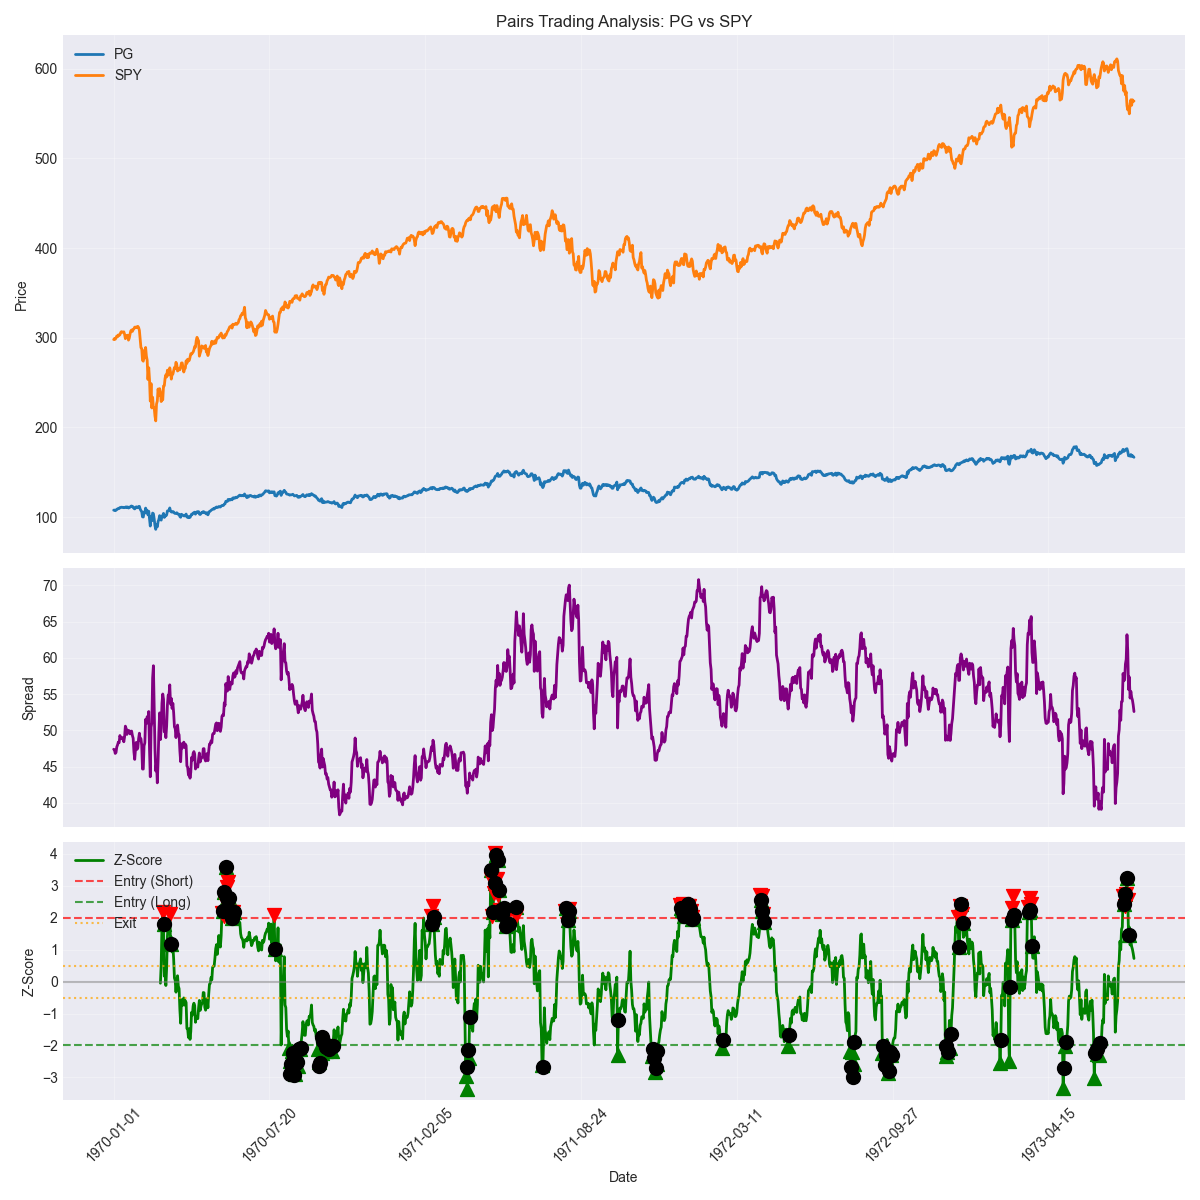 Pairs Trading Analysis: PG vs SPY
PG
SPY
600
500
400
300
200
100
Price
70
65
60
55
50
45
40
Spread
Z-Score
Entry (Short)
Entry (Long)
Exit
4
3
2
1
0
−1
−2
−3
Z-Score
1970-01-01
1970-07-20
1971-02-05
1971-08-24
1972-03-11
1972-09-27
1973-04-15
Date